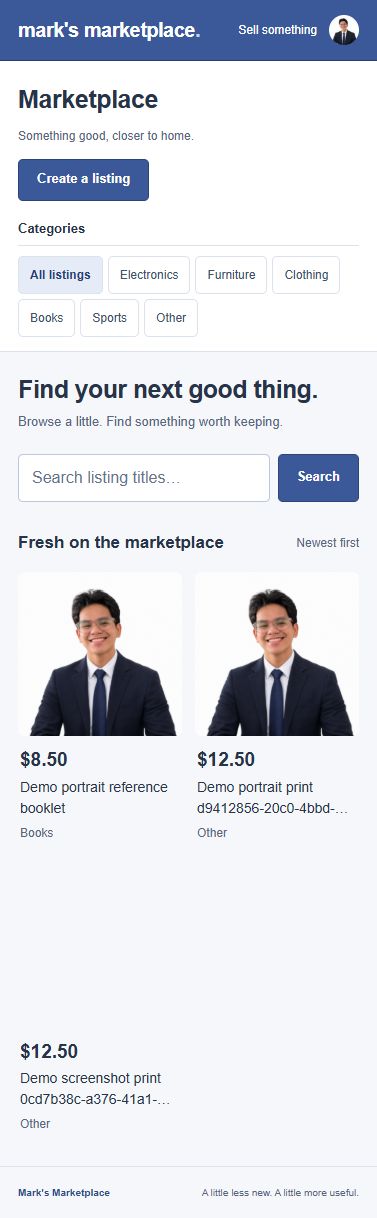 mark's marketplace.
Sell something
Marketplace
Something good, closer to home.
Create a listing
Categories
All listings
Electronics
Furniture
Clothing
Books
Sports
Other
Find your next good thing.
Browse a little. Find something worth keeping.
Search listing titles…
Search
Fresh on the marketplace
Newest first
$8.50
Demo portrait reference
booklet
Books
$12.50
Demo portrait print
d9412856-20c0-4bbd-…
Other
$12.50
Demo screenshot print
0cd7b38c-a376-41a1-…
Other
Mark's Marketplace
A little less new. A little more useful.